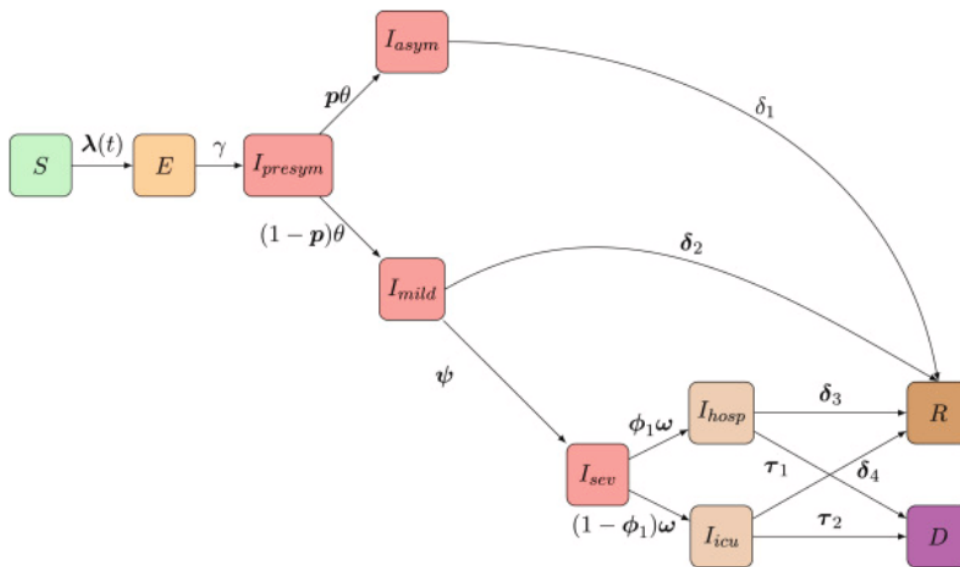 I_asym
pθ
δ₁
λ(t)
γ
S
E
I_presym
(1 − p)θ
δ₂
I_mild
ψ
I_hosp
δ₃
R
ϕ₁ω
τ₁
δ₄
I_sev
(1 − ϕ₁)ω
I_icu
τ₂
D